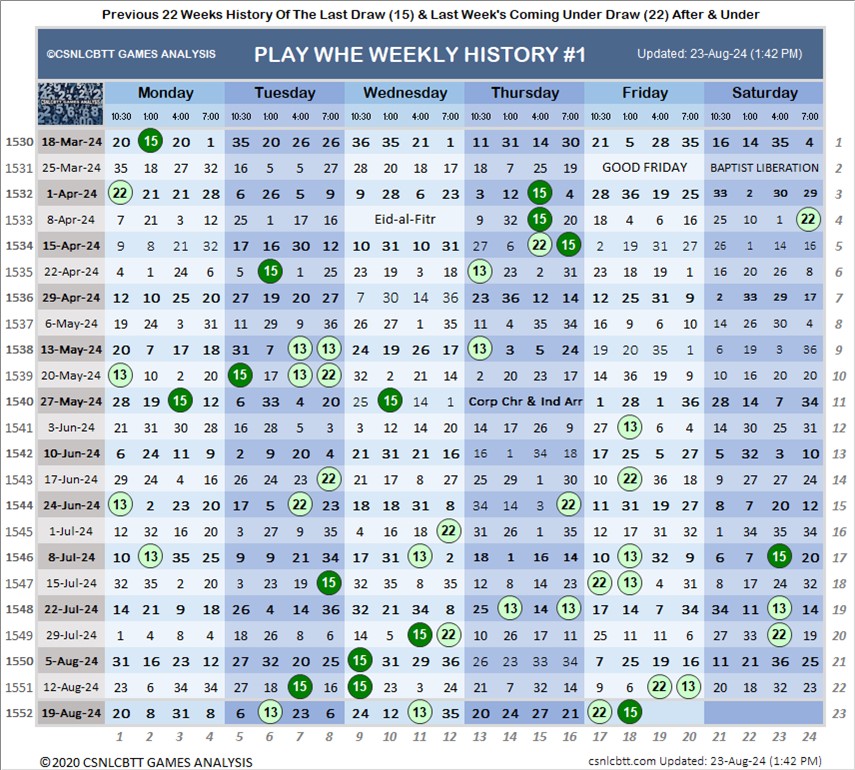 Previous 22 Weeks History Of The Last Draw (15) & Last Week's Coming Under Draw (22) After & Under
©CSNLCBTT GAMES ANALYSIS PLAY WHE WEEKLY HISTORY #1 Updated: 23-Aug-24 (1:42 PM)
CSNLCBTT GAMES ANALYSIS Monday Tuesday Wednesday Thursday Friday Saturday
10:30 1:00 4:00 7:00 10:30 1:00 4:00 7:00 10:30 1:00 4:00 7:00 10:30 1:00 4:00 7:00 10:30 1:00 4:00 7:00 10:30 1:00 4:00 7:00
1530 18-Mar-24 20 15 20 1 35 20 26 26 36 35 21 1 11 31 14 30 21 5 28 35 16 14 35 4 1
1531 25-Mar-24 35 18 27 32 16 5 5 27 28 20 18 17 18 7 25 19 GOOD FRIDAY BAPTIST LIBERATION 2
1532 1-Apr-24 22 21 21 28 6 26 5 9 9 28 6 23 3 12 15 4 28 36 19 25 33 2 30 29 3
1533 8-Apr-24 7 21 3 12 25 1 17 16 Eid-al-Fitr 9 32 15 20 18 4 6 16 25 10 1 22 4
1534 15-Apr-24 9 8 21 32 17 16 30 12 10 31 10 31 27 6 22 15 2 19 31 27 26 1 14 16 5
1535 22-Apr-24 4 1 24 6 5 15 1 25 23 19 3 18 13 23 2 31 23 18 19 1 16 20 26 8 6
1536 29-Apr-24 12 10 25 20 27 19 20 27 7 30 14 36 23 36 12 14 12 25 31 9 2 33 29 17 7
1537 6-May-24 19 24 3 31 11 29 9 36 26 27 1 35 11 4 35 34 16 9 6 10 14 26 30 4 8
1538 13-May-24 20 7 17 18 31 7 13 13 24 19 26 17 13 3 5 24 19 20 35 1 6 19 3 36 9
1539 20-May-24 13 10 2 20 15 17 13 22 32 2 21 14 2 20 23 17 14 36 19 9 10 16 20 20 10
1540 27-May-24 28 19 15 12 6 33 4 20 25 15 14 1 Corp Chr & Ind Arr 1 28 1 36 28 14 7 34 11
1541 3-Jun-24 21 31 30 28 16 28 5 3 3 12 14 20 14 17 26 9 28 13 6 24 14 30 25 31 12
1542 10-Jun-24 6 24 11 9 2 9 20 4 21 31 21 16 16 1 34 18 17 25 5 27 5 32 3 10 13
1543 17-Jun-24 29 24 4 16 26 24 23 22 21 17 8 27 25 29 1 30 14 22 36 18 9 27 27 24 14
1544 24-Jun-24 13 2 23 20 17 5 22 23 18 18 31 8 34 14 3 22 11 31 19 27 8 7 20 12 15
1545 1-Jul-24 12 32 16 20 3 27 9 35 4 16 18 22 31 26 1 35 12 17 31 32 1 34 35 34 16
1546 8-Jul-24 10 13 35 25 9 9 21 34 17 31 13 2 18 1 16 14 10 13 32 9 6 7 15 20 17
1547 15-Jul-24 32 35 2 20 3 23 19 15 32 35 8 35 12 8 14 23 22 13 4 31 8 17 24 32 18
1548 22-Jul-24 14 21 9 18 26 4 14 36 32 21 34 8 25 13 14 13 17 14 7 34 34 11 13 14 19
1549 29-Jul-24 1 4 8 4 18 26 8 6 14 5 15 22 10 26 17 11 25 11 11 6 27 33 22 19 20
1550 5-Aug-24 31 16 23 12 27 32 20 25 15 31 29 36 26 23 33 34 7 25 19 16 11 21 36 25 21
1551 12-Aug-24 23 6 34 34 27 18 15 16 15 23 3 24 21 7 32 14 9 6 22 13 20 18 32 23 22
1552 19-Aug-24 20 8 31 8 6 13 23 6 24 12 13 35 20 24 27 21 22 15 23
1 2 3 4 5 6 7 8 9 10 11 12 13 14 15 16 17 18 19 20 21 22 23 24
©2020 CSNLCBTT GAMES ANALYSIS csnlcbtt.com Updated: 23-Aug-24 (1:42 PM)